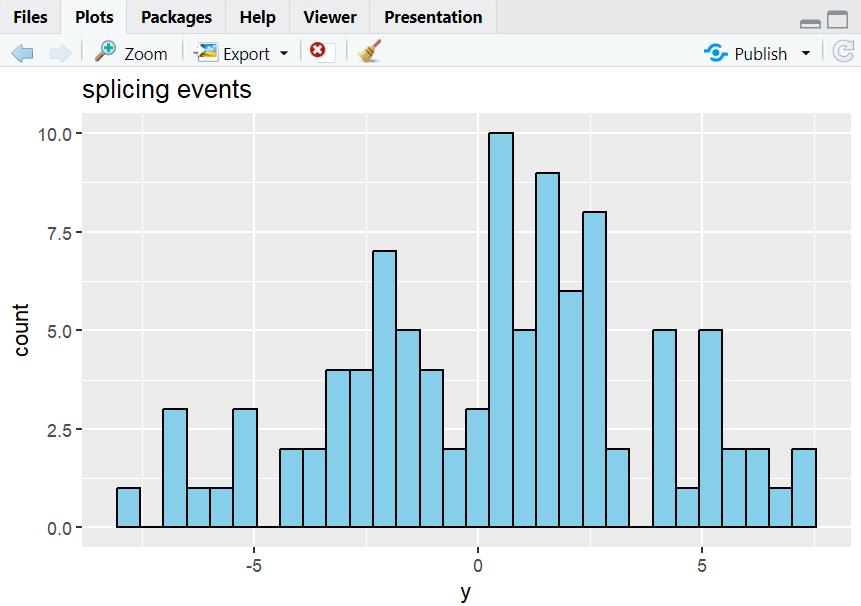 Files Plots Packages Help Viewer Presentation
Zoom Export Publish
splicing events
10.0
7.5
5.0
2.5
0.0
count
-5 0 5
y